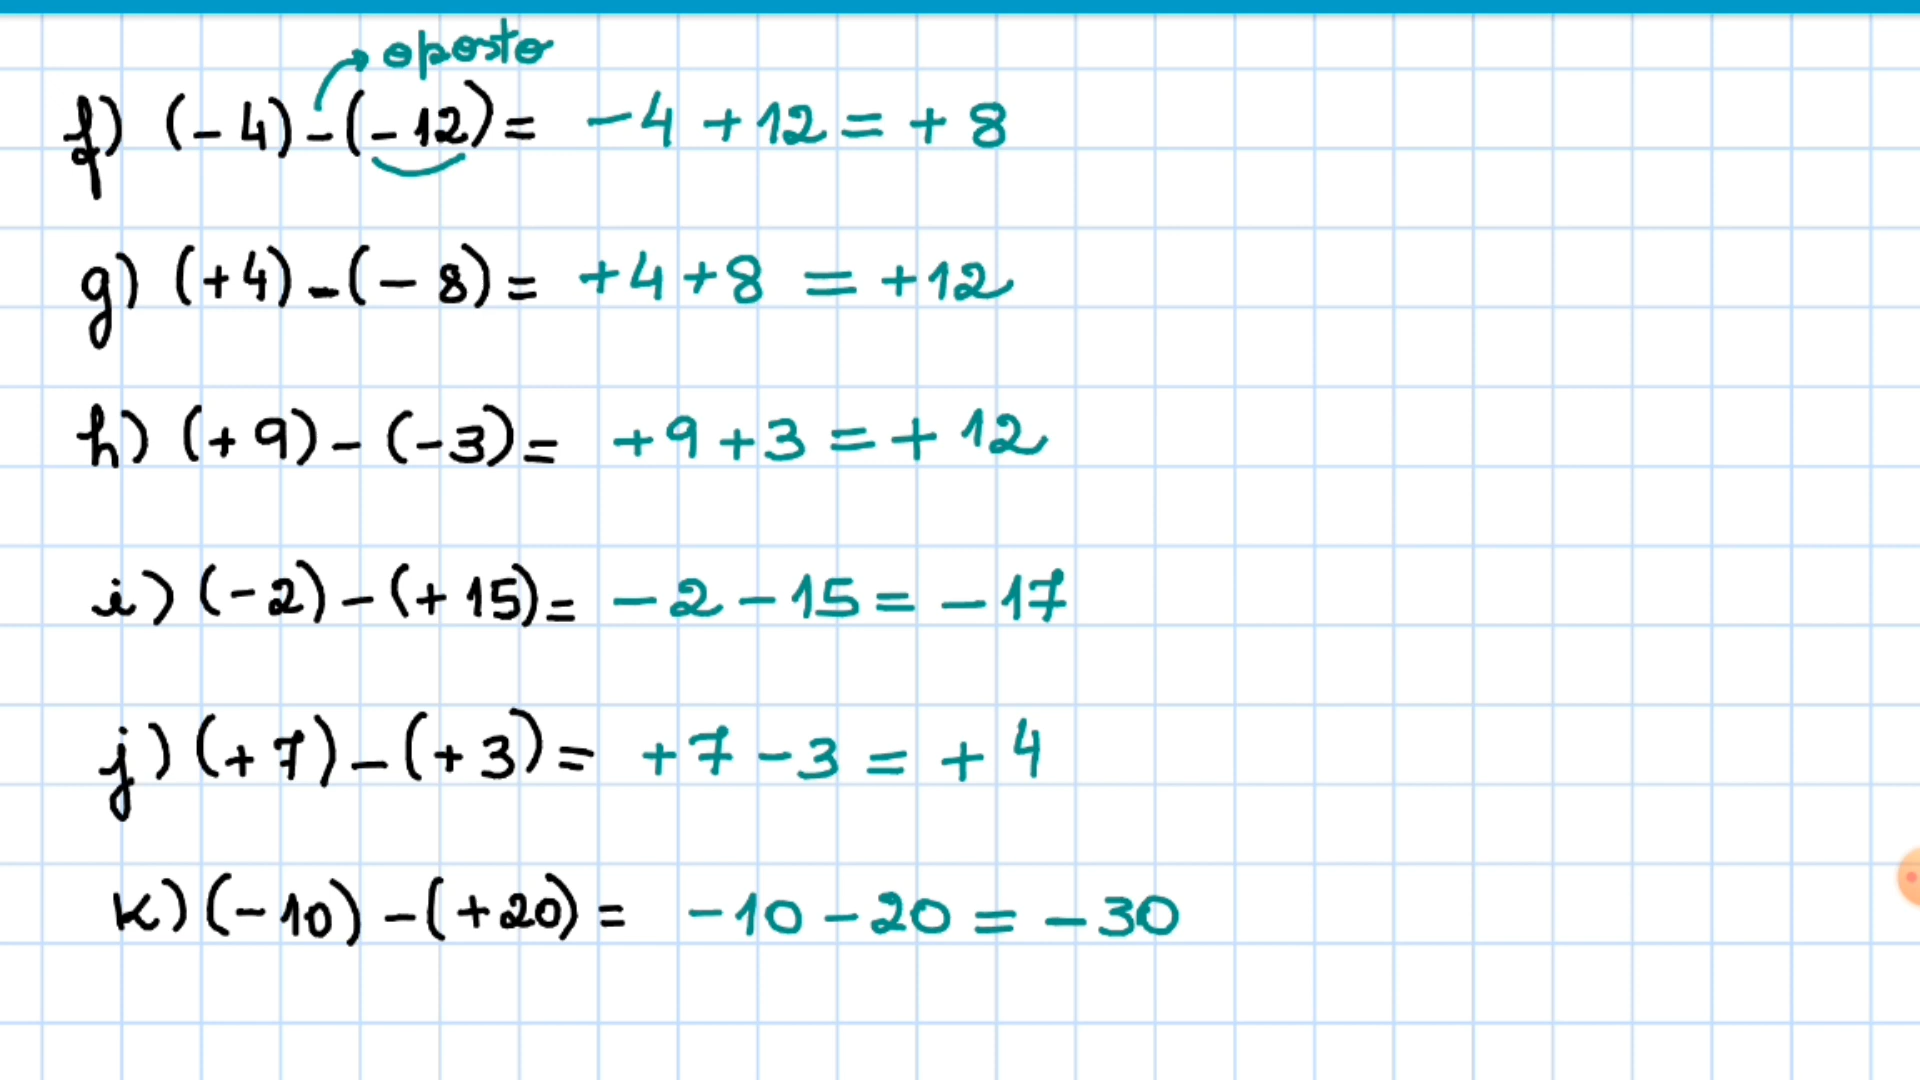 oposto
f) (-4)-(-12)= -4+12=+8
g) (+4)-(-8)= +4+8=+12
h) (+9)-(-3)= +9+3=+12
i) (-2)-(+15)= -2-15=-17
j) (+7)-(+3)= +7-3=+4
k) (-10)-(+20)= -10-20=-30